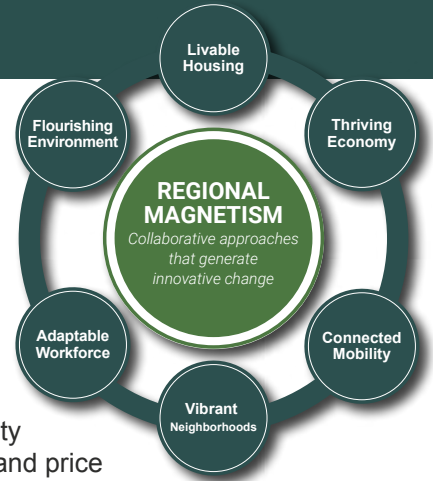 Livable
Housing
Flourishing
Environment
Thriving
Economy
REGIONAL
MAGNETISM
Collaborative approaches
that generate
innovative change
Adaptable
Workforce
Connected
Mobility
Vibrant
Neighborhoods
ty
and price